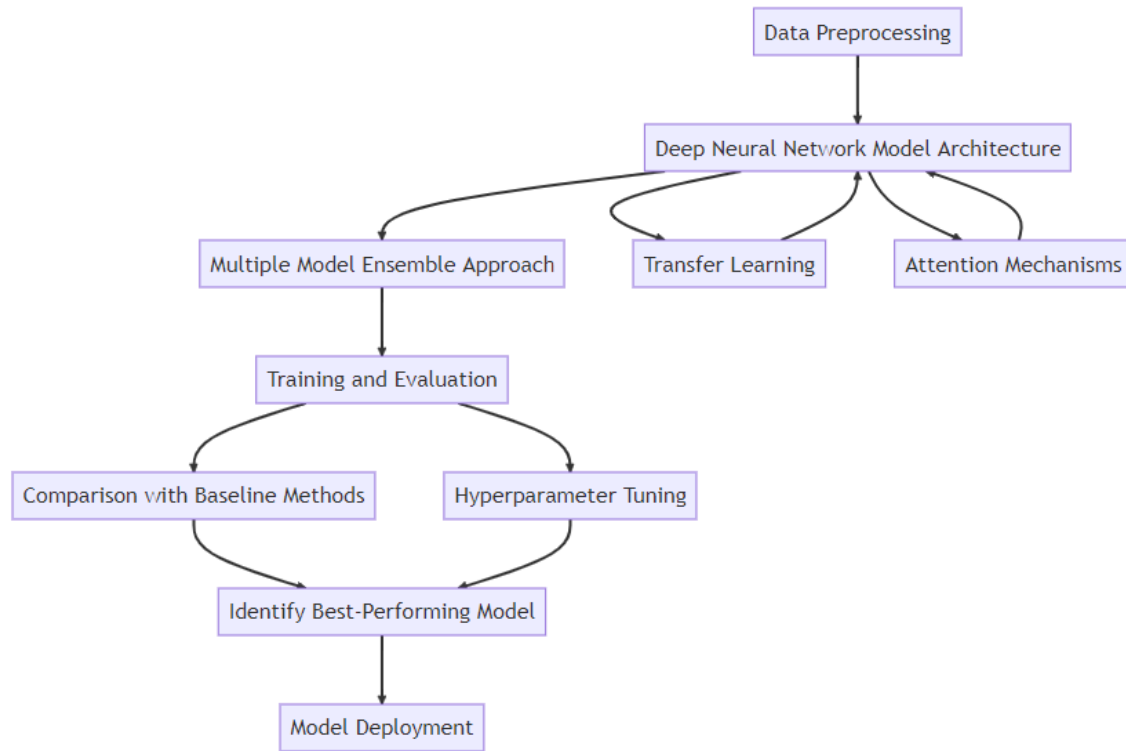 Data Preprocessing
Deep Neural Network Model Architecture
Multiple Model Ensemble Approach
Transfer Learning
Attention Mechanisms
Training and Evaluation
Comparison with Baseline Methods
Hyperparameter Tuning
Identify Best-Performing Model
Model Deployment